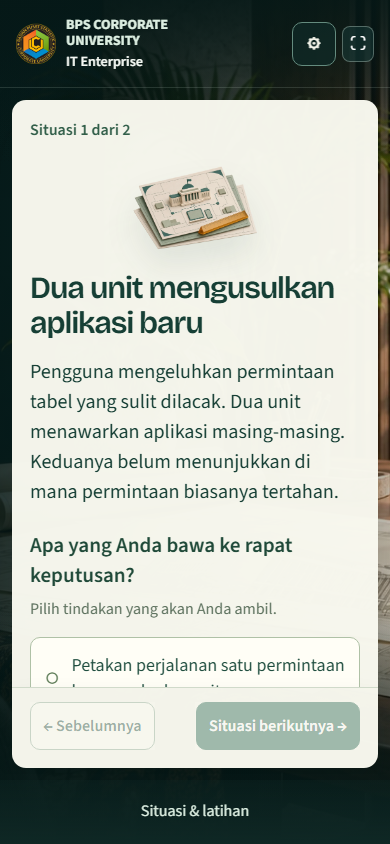 BPS CORPORATE
UNIVERSITY
IT Enterprise
Situasi 1 dari 2
Dua unit mengusulkan
aplikasi baru
Pengguna mengeluhkan permintaan
tabel yang sulit dilacak. Dua unit
menawarkan aplikasi masing-masing.
Keduanya belum menunjukkan di
mana permintaan biasanya tertahan.
Apa yang Anda bawa ke rapat
keputusan?
Pilih tindakan yang akan Anda ambil.
Petakan perjalanan satu permintaan
← Sebelumnya
Situasi berikutnya →
Situasi & latihan